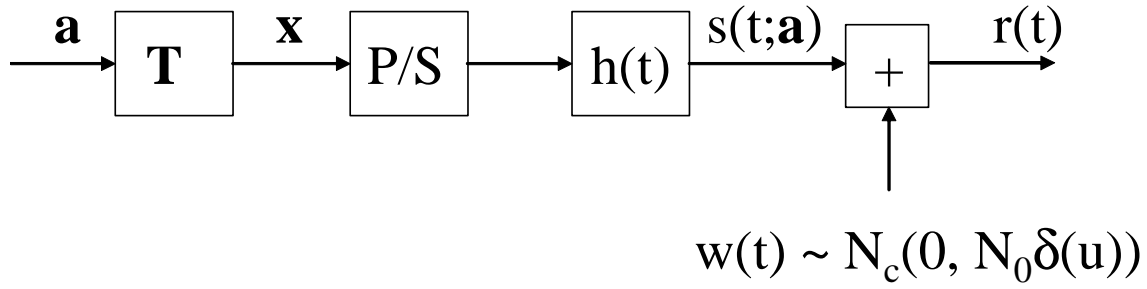 a x s(t;a) r(t)
T P/S h(t) +
w(t) ~ N_c(0, N_0δ(u))